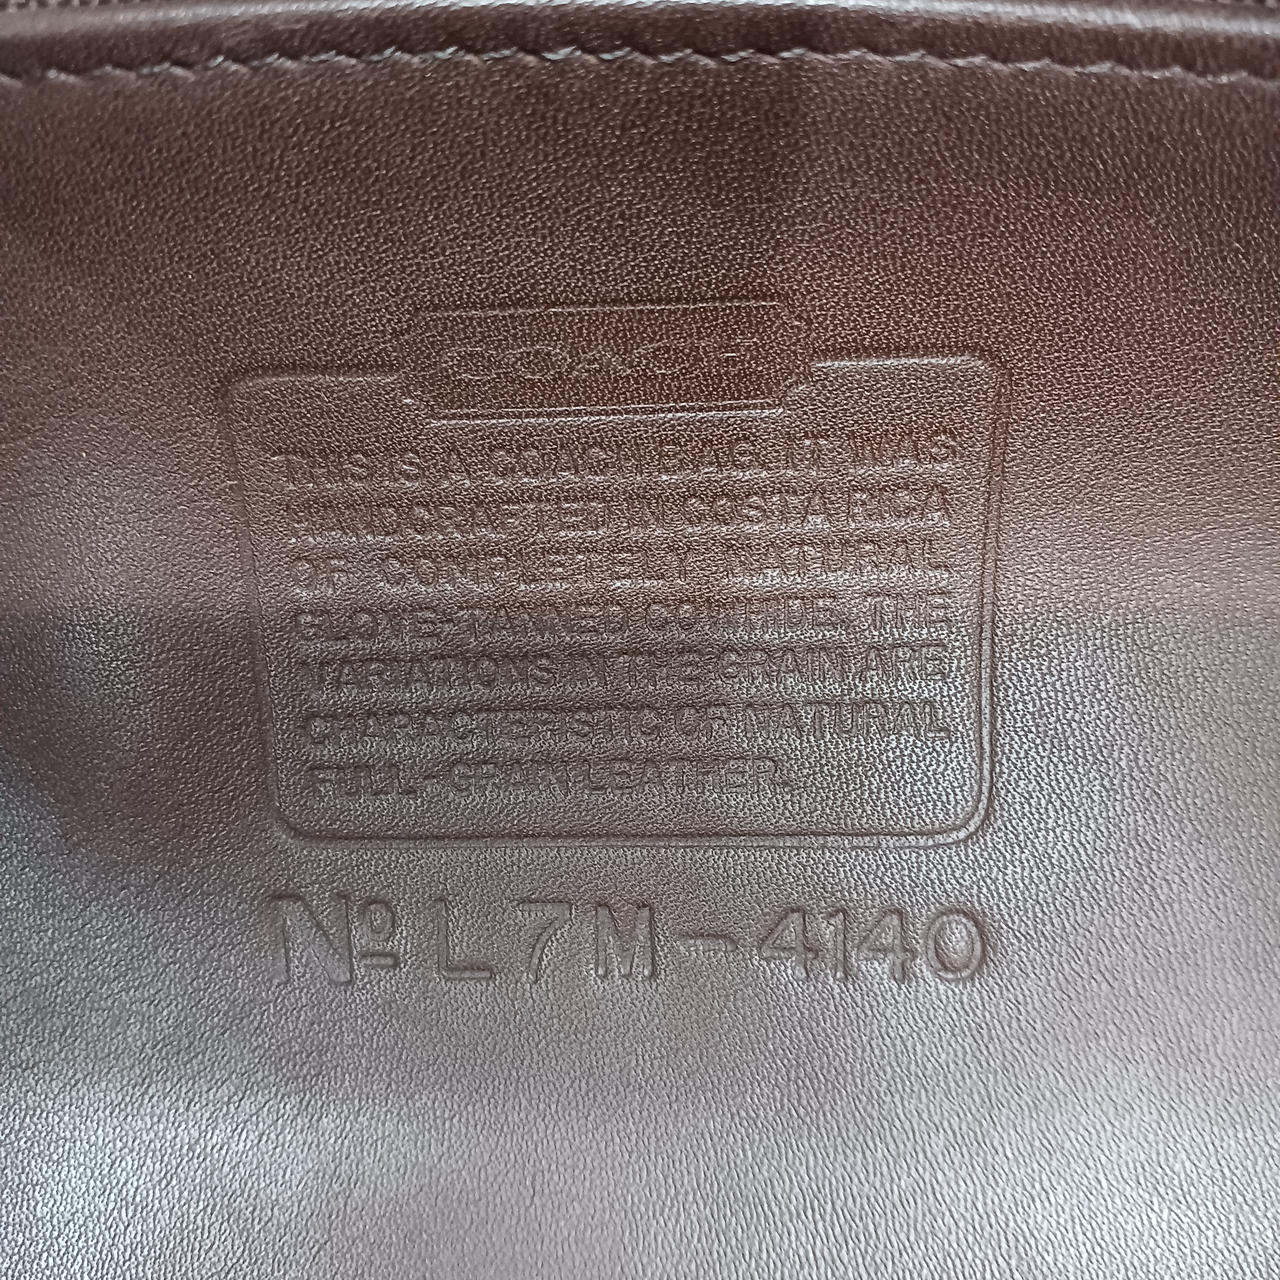 COACH
THIS IS A COACH BAG. IT WAS
HANDCRAFTED IN COSTA RICA
OF COMPLETELY NATURAL
GLOVE-TANNED COWHIDE. THE
VARIATIONS IN THE GRAIN ARE
CHARACTERISTIC OF NATURAL
FULL-GRAIN LEATHER.
Nº L7M-4140